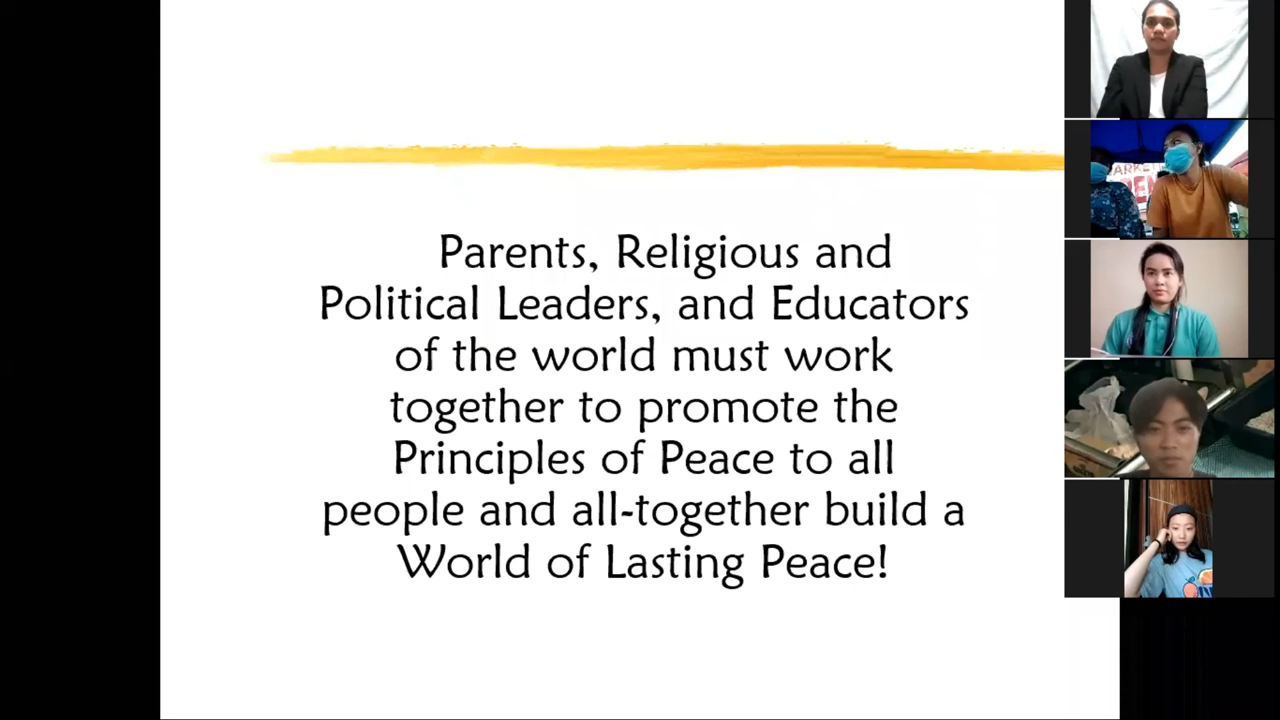 Parents, Religious and
Political Leaders, and Educators
of the world must work
together to promote the
Principles of Peace to all
people and all-together build a
World of Lasting Peace!